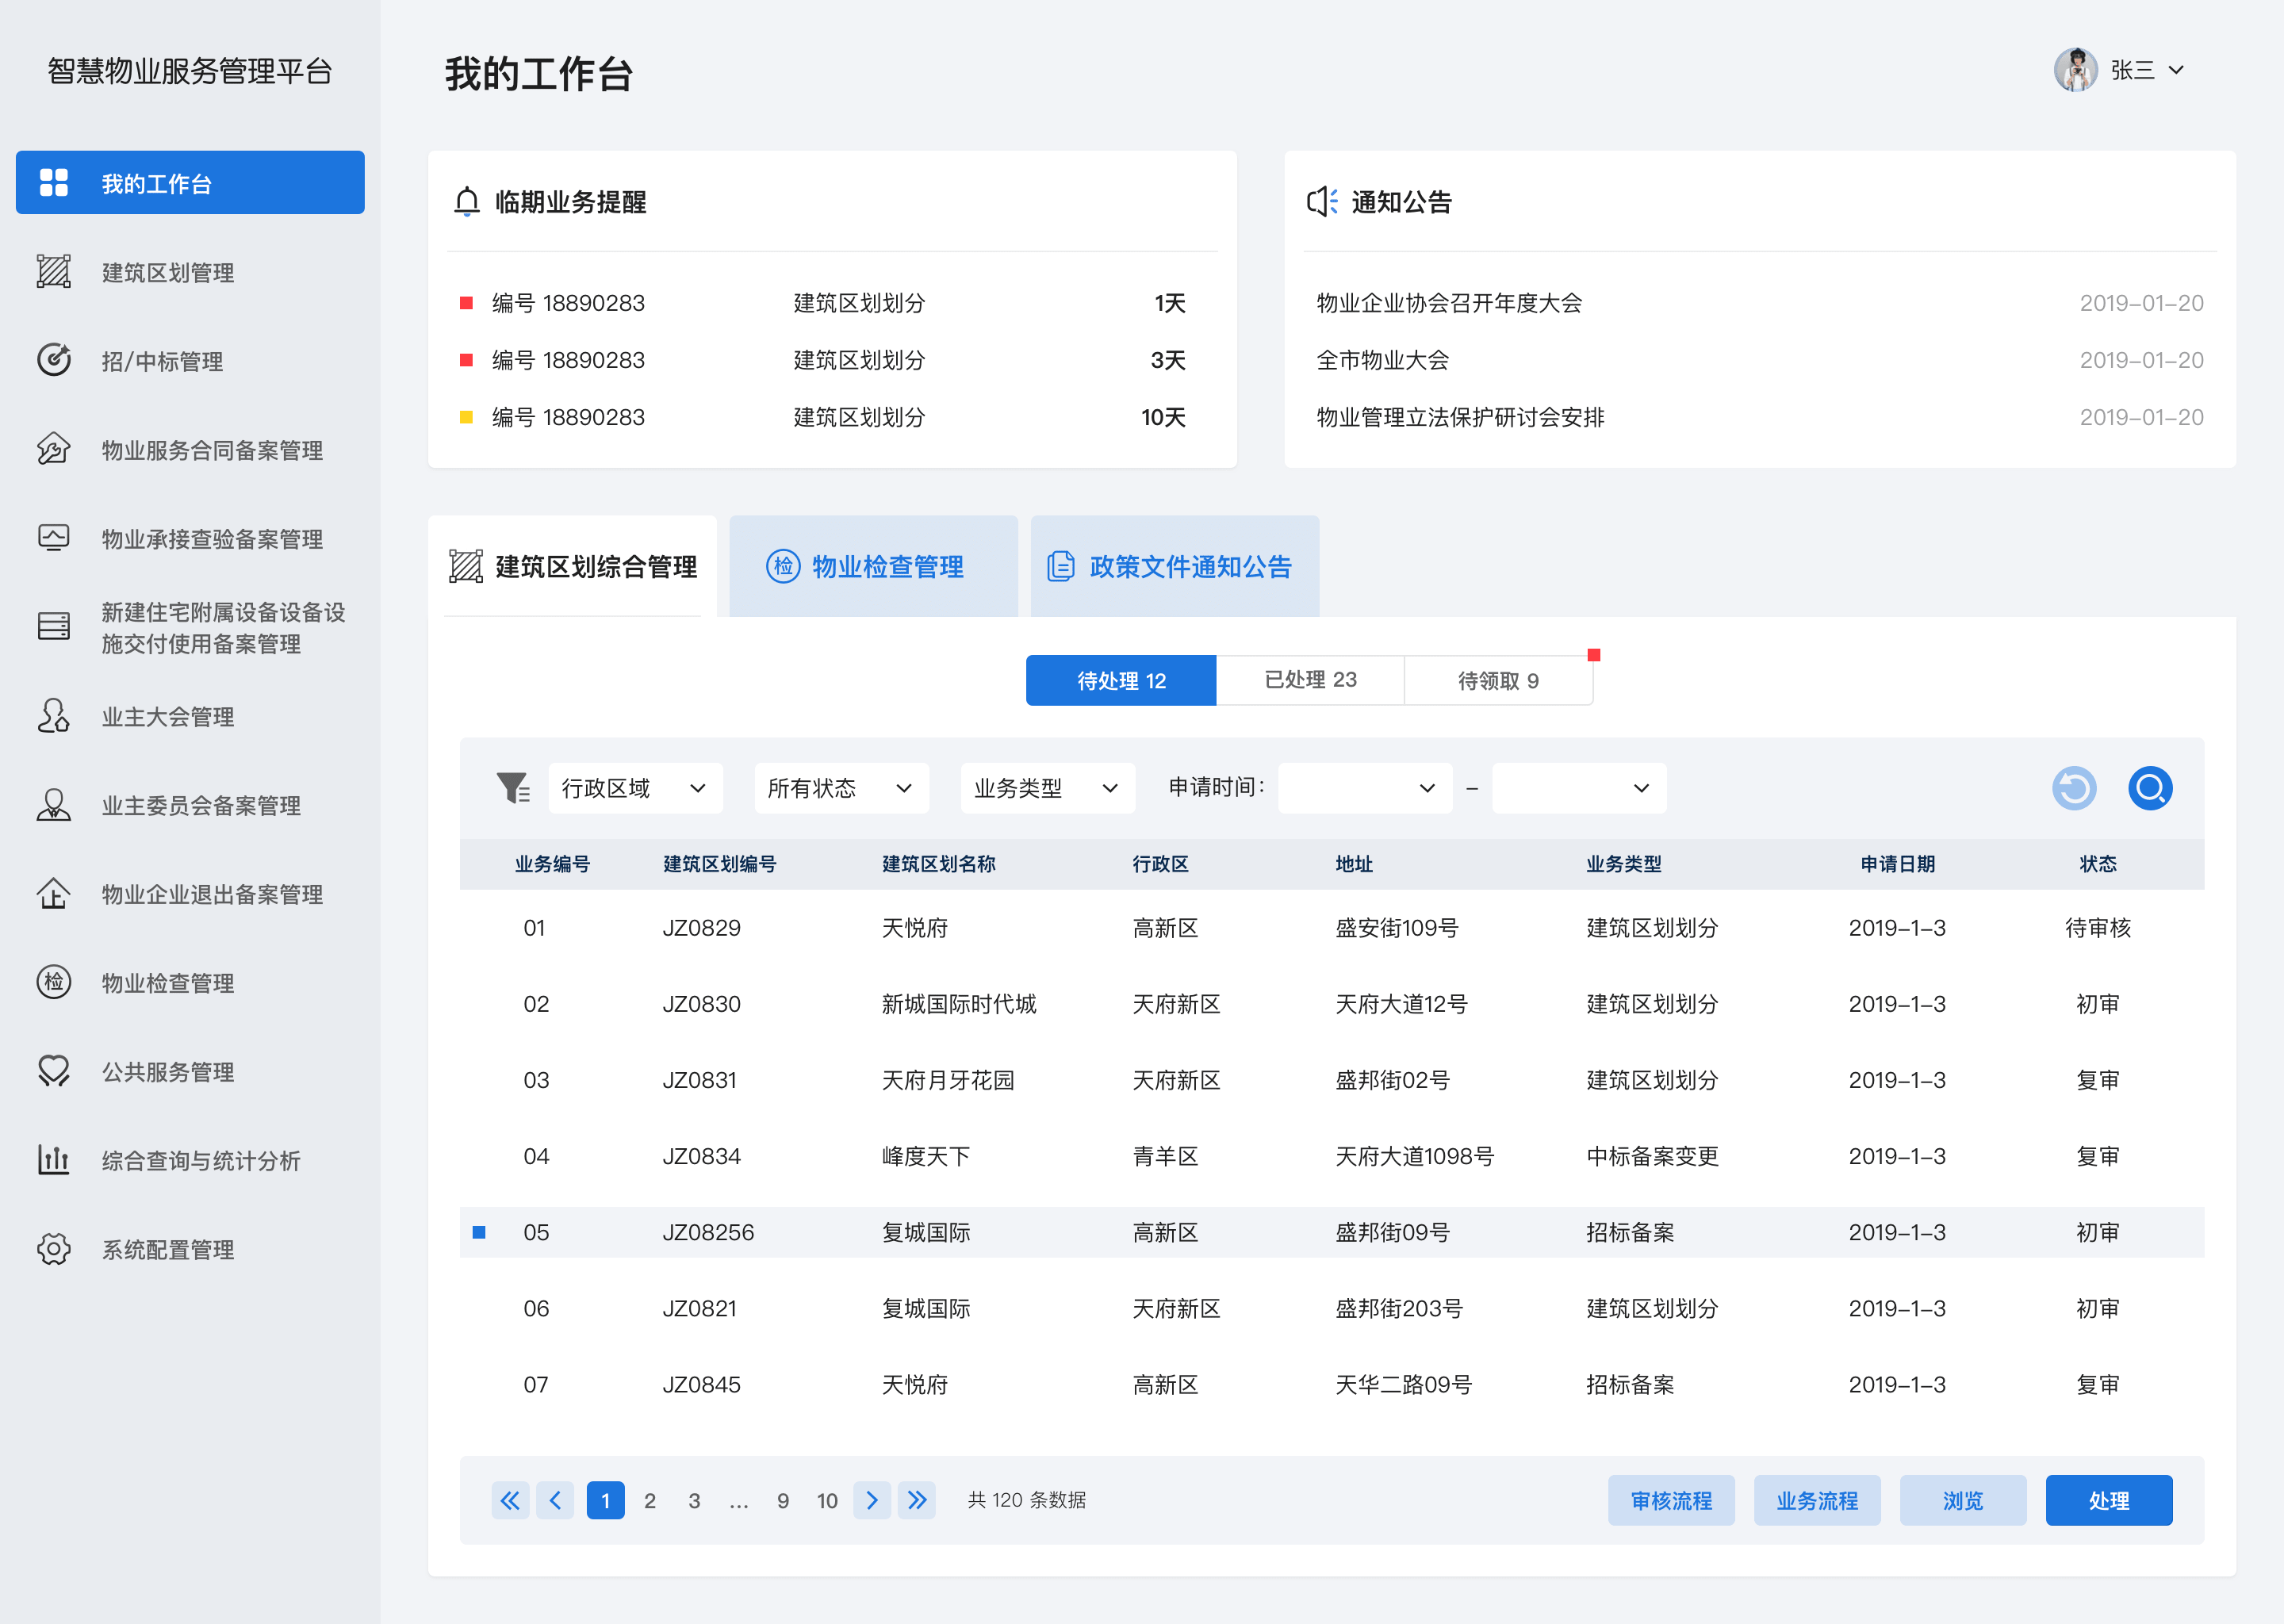 智慧物业服务管理平台
我的工作台
建筑区划管理
招/中标管理
物业服务合同备案管理
物业承接查验备案管理
新建住宅附属设备设备设
施交付使用备案管理
业主大会管理
业主委员会备案管理
物业企业退出备案管理
检 物业检查管理
公共服务管理
综合查询与统计分析
系统配置管理
我的工作台
张三
临期业务提醒
编号 18890283 建筑区划划分 1天
编号 18890283 建筑区划划分 3天
编号 18890283 建筑区划划分 10天
通知公告
物业企业协会召开年度大会 2019-01-20
全市物业大会 2019-01-20
物业管理立法保护研讨会安排 2019-01-20
建筑区划综合管理 检 物业检查管理 政策文件通知公告
待处理 12 已处理 23 待领取 9
行政区域 所有状态 业务类型 申请时间: –
业务编号 建筑区划编号 建筑区划名称 行政区 地址 业务类型 申请日期 状态
01 JZ0829 天悦府 高新区 盛安街109号 建筑区划划分 2019-1-3 待审核
02 JZ0830 新城国际时代城 天府新区 天府大道12号 建筑区划划分 2019-1-3 初审
03 JZ0831 天府月牙花园 天府新区 盛邦街02号 建筑区划划分 2019-1-3 复审
04 JZ0834 峰度天下 青羊区 天府大道1098号 中标备案变更 2019-1-3 复审
05 JZ08256 复城国际 高新区 盛邦街09号 招标备案 2019-1-3 初审
06 JZ0821 复城国际 天府新区 盛邦街203号 建筑区划划分 2019-1-3 初审
07 JZ0845 天悦府 高新区 天华二路09号 招标备案 2019-1-3 复审
1 2 3 ... 9 10 共 120 条数据 审核流程 业务流程 浏览 处理